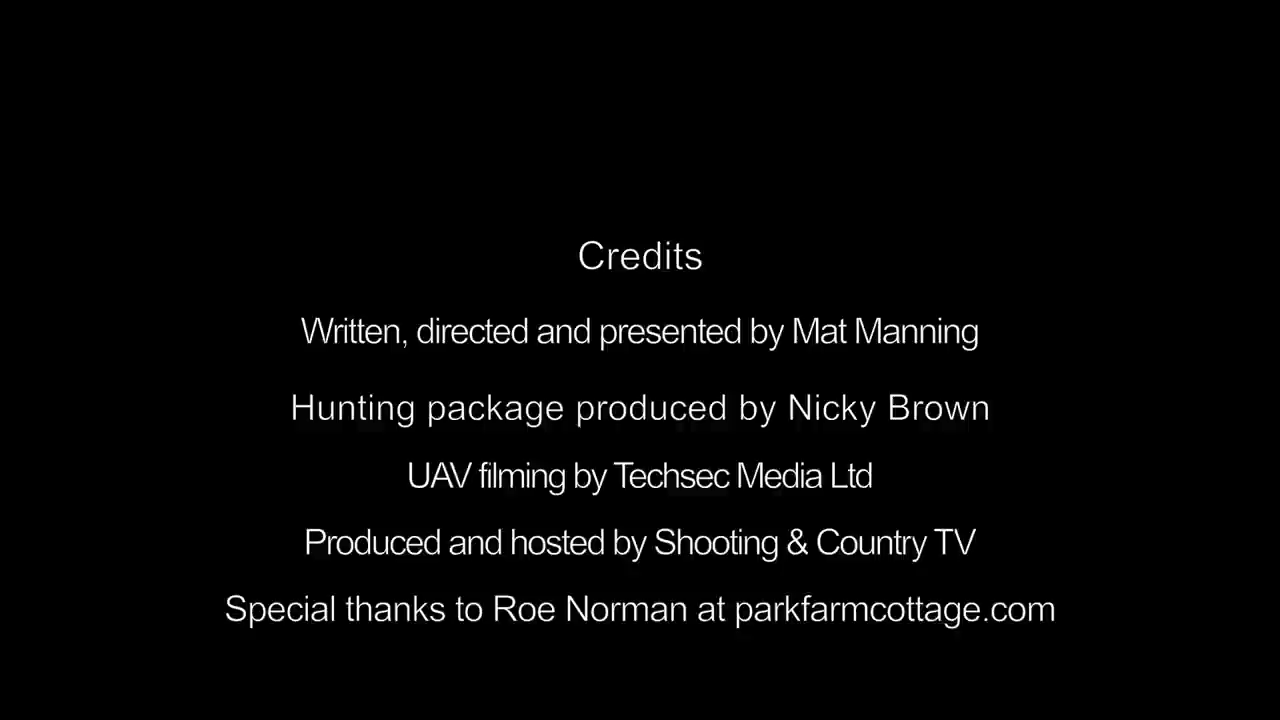 Credits
Written, directed and presented by Mat Manning
Hunting package produced by Nicky Brown
UAV filming by Techsec Media Ltd
Produced and hosted by Shooting & Country TV
Special thanks to Roe Norman at parkfarmcottage.com